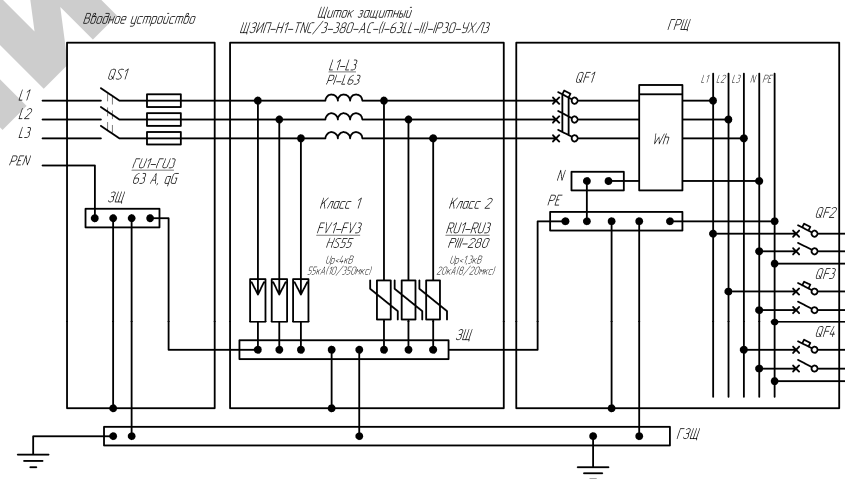 Вводное устройство
Щиток защитный
ЩЗИП-Н1-TNC/3-380-AC-(I-63LL-II)-IP30-УХЛЗ
ГРЩ
QS1
L1-L3
PI-L63
QF1
L1 L2 L3 N PE
L1
L2
L3
PEN
Wh
FU1-FU3
63 A, qG
ЗЩ
N
PE
Класс 1
FV1-FV3
HS55
Up<4кВ
55кА(10/350мкс)
Класс 2
RU1-RU3
PIII-280
Up<1,3кВ
20кА(8/20мкс)
QF2
QF3
QF4
ЗЩ
ГЗЩ